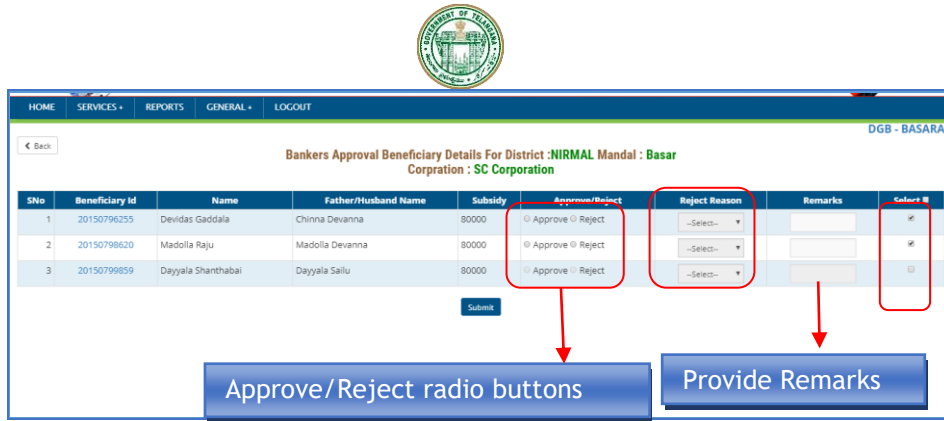 GOVERNMENT OF TELANGANA
HOME SERVICES + REPORTS GENERAL + LOGOUT
DGB - BASARA
Back
Bankers Approval Beneficiary Details For District :NIRMAL Mandal : Basar
Corpration : SC Corporation
SNo Beneficiary Id Name Father/Husband Name Subsidy Approve/Reject Reject Reason Remarks Select
1 20150796255 Devidas Gaddala Chinna Devanna 80000 Approve Reject --Select--
2 20150798620 Madolla Raju Madolla Devanna 80000 Approve Reject --Select--
3 20150799859 Dayyala Shanthabai Dayyala Sailu 80000 Approve Reject --Select--
Submit
Approve/Reject radio buttons
Provide Remarks